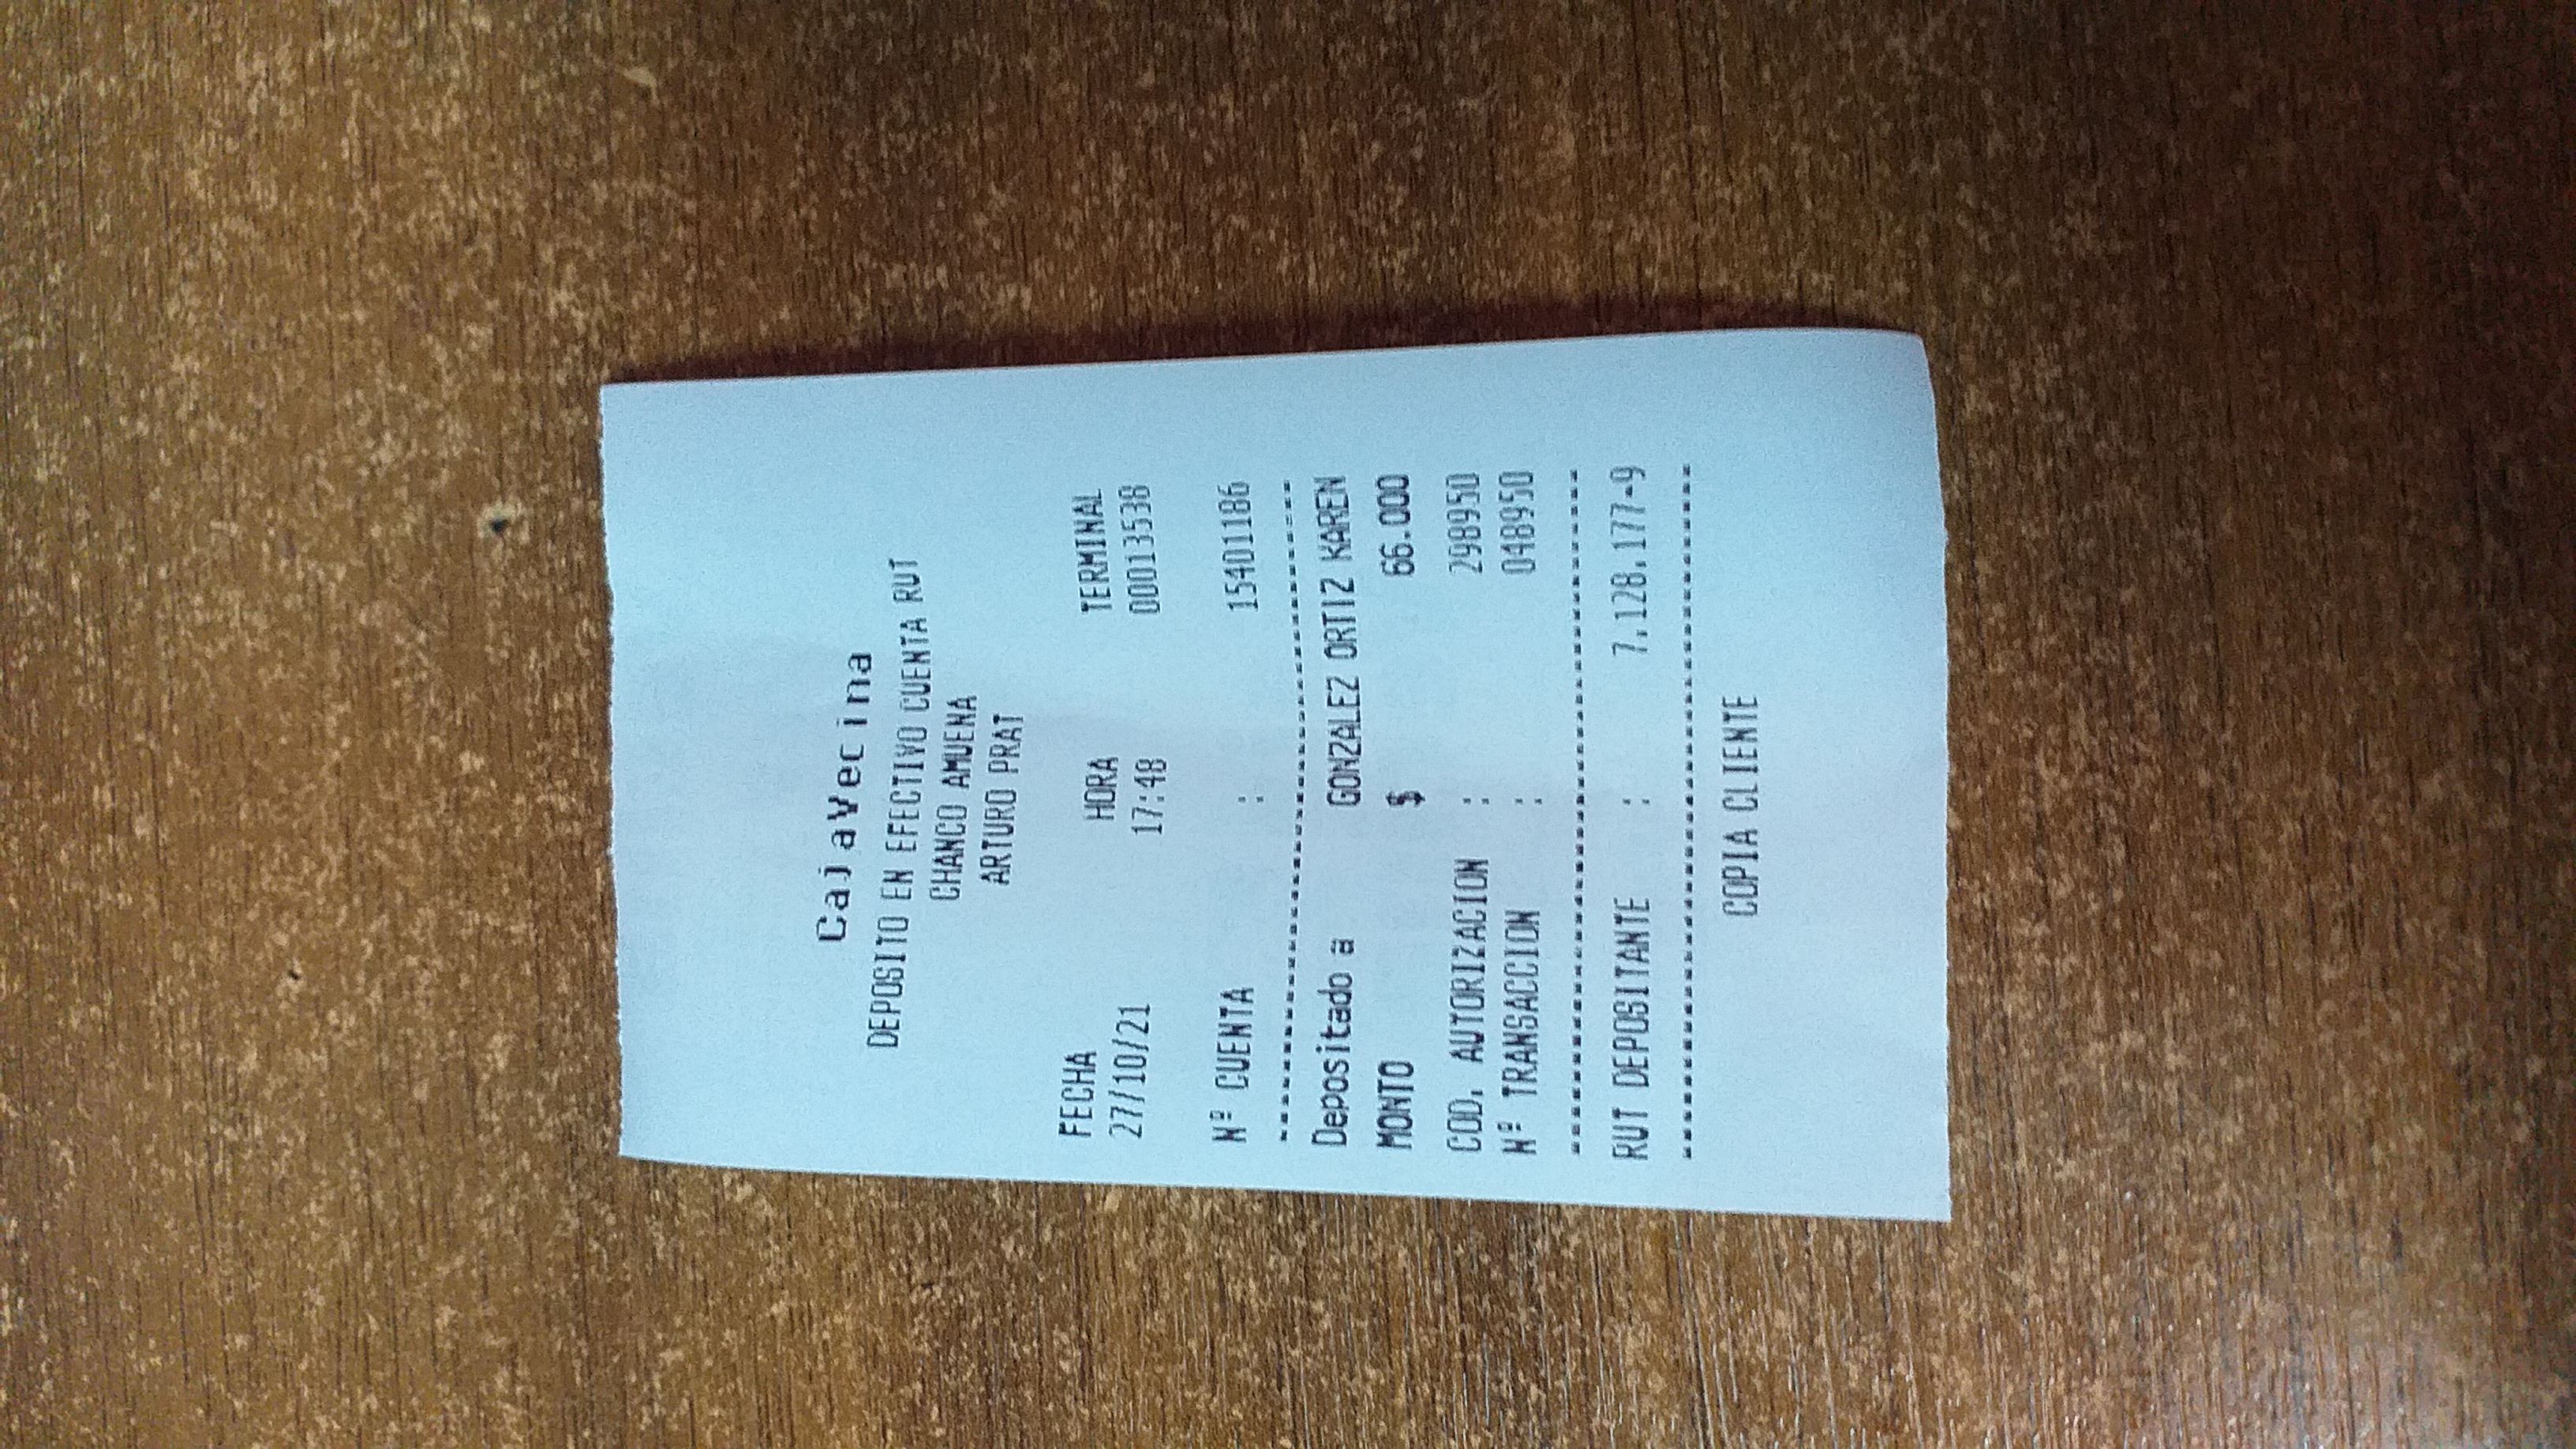 CajaVecina
DEPOSITO EN EFECTIVO CUENTA RUT
CHANCO AMUENA
ARTURO PRAT
FECHA HORA TERMINAL
27/10/21 17:48 000013538
Nº CUENTA : 15401186
--------------------------------
Depositado a GONZALEZ ORTIZ KAREN
MONTO $ 66.000
COD. AUTORIZACION : 298950
Nº TRANSACCION : 048950
--------------------------------
RUT DEPOSITANTE : 7.128.177-9
--------------------------------
COPIA CLIENTE